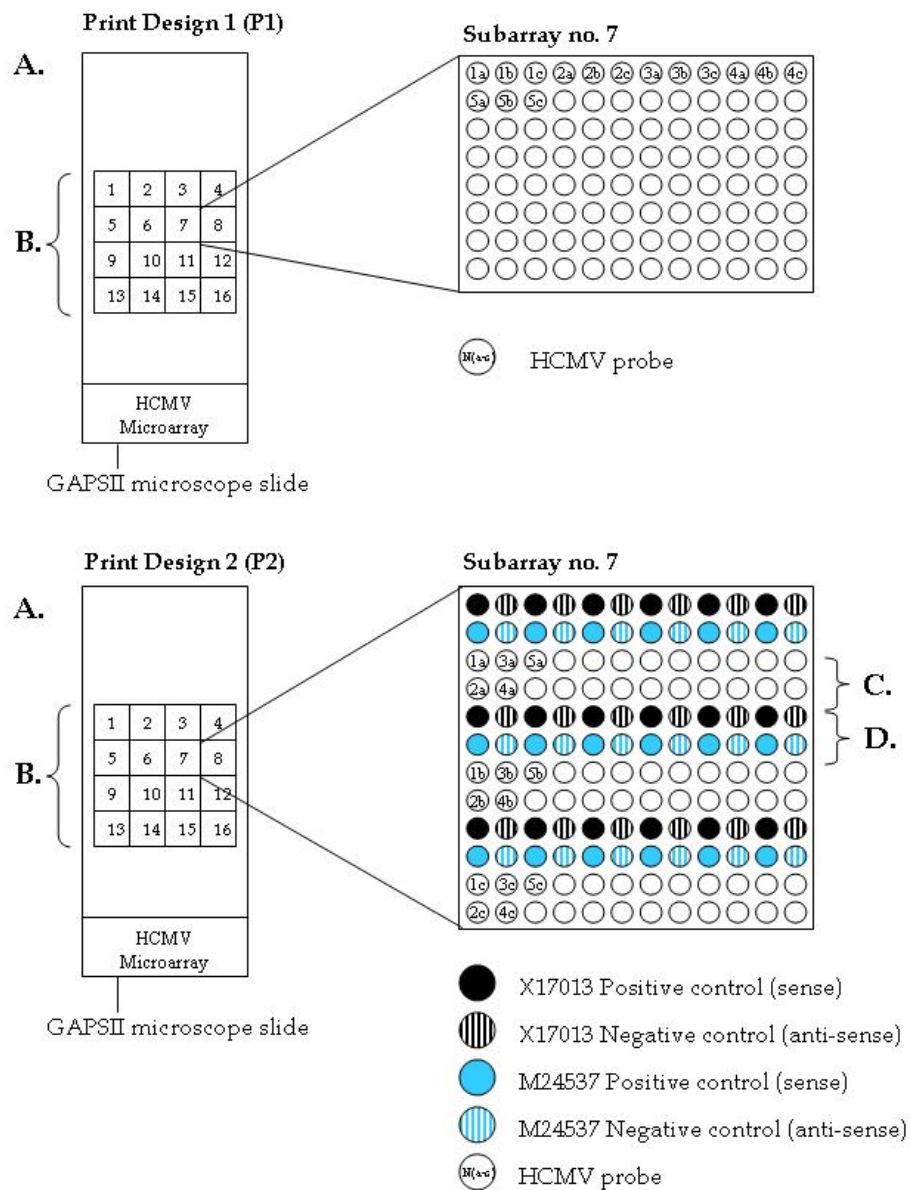 Print Design 1 (P1)
A.
B.
1 2 3 4
5 6 7 8
9 10 11 12
13 14 15 16
HCMV
Microarray
GAPSII microscope slide
Subarray no. 7
1a 1b 1c 2a 2b 2c 3a 3b 3c 4a 4b 4c
5a 5b 5c
N(a-c) HCMV probe
Print Design 2 (P2)
A.
B.
1 2 3 4
5 6 7 8
9 10 11 12
13 14 15 16
HCMV
Microarray
GAPSII microscope slide
Subarray no. 7
1a 3a 5a
2a 4a
C.
D.
1b 3b 5b
2b 4b
1c 3c 5c
2c 4c
X17013 Positive control (sense)
X17013 Negative control (anti-sense)
M24537 Positive control (sense)
M24537 Negative control (anti-sense)
N(a-c) HCMV probe